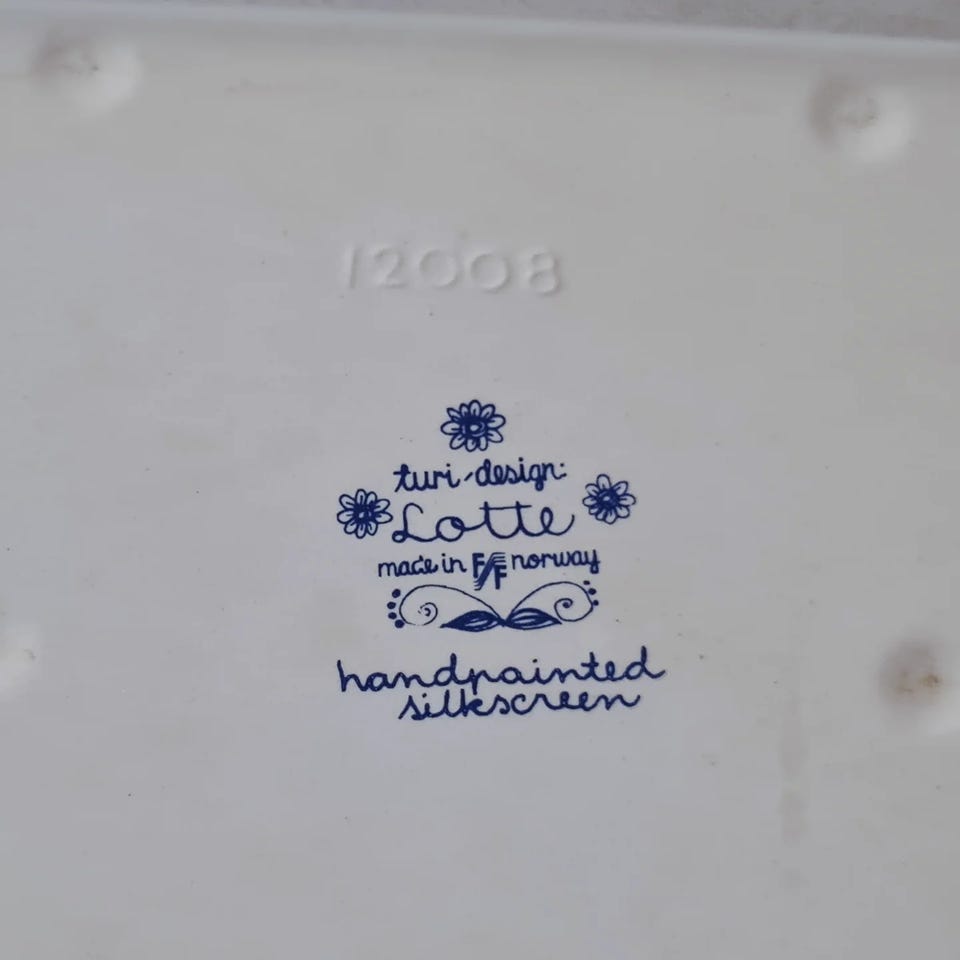 12008
turi-design:
Lotte
made in F/F norway
handpainted
silkscreen